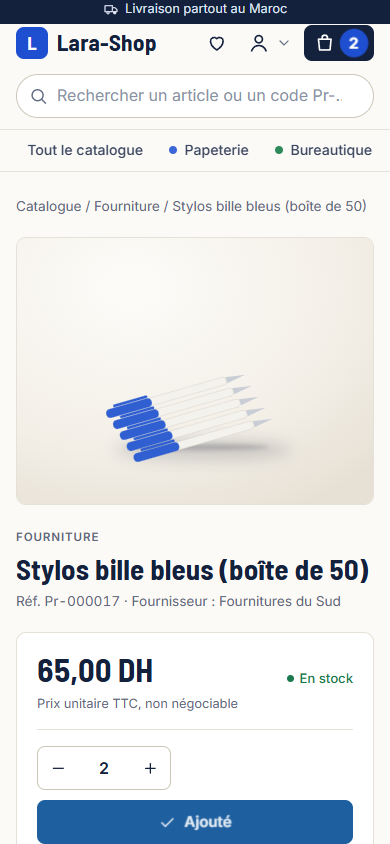 Livraison partout au Maroc
L Lara-Shop 2
Rechercher un article ou un code Pr-..
Tout le catalogue Papeterie Bureautique
Catalogue / Fourniture / Stylos bille bleus (boîte de 50)
FOURNITURE
Stylos bille bleus (boîte de 50)
Réf. Pr-000017 · Fournisseur : Fournitures du Sud
65,00 DH
En stock
Prix unitaire TTC, non négociable
− 2 +
Ajouté